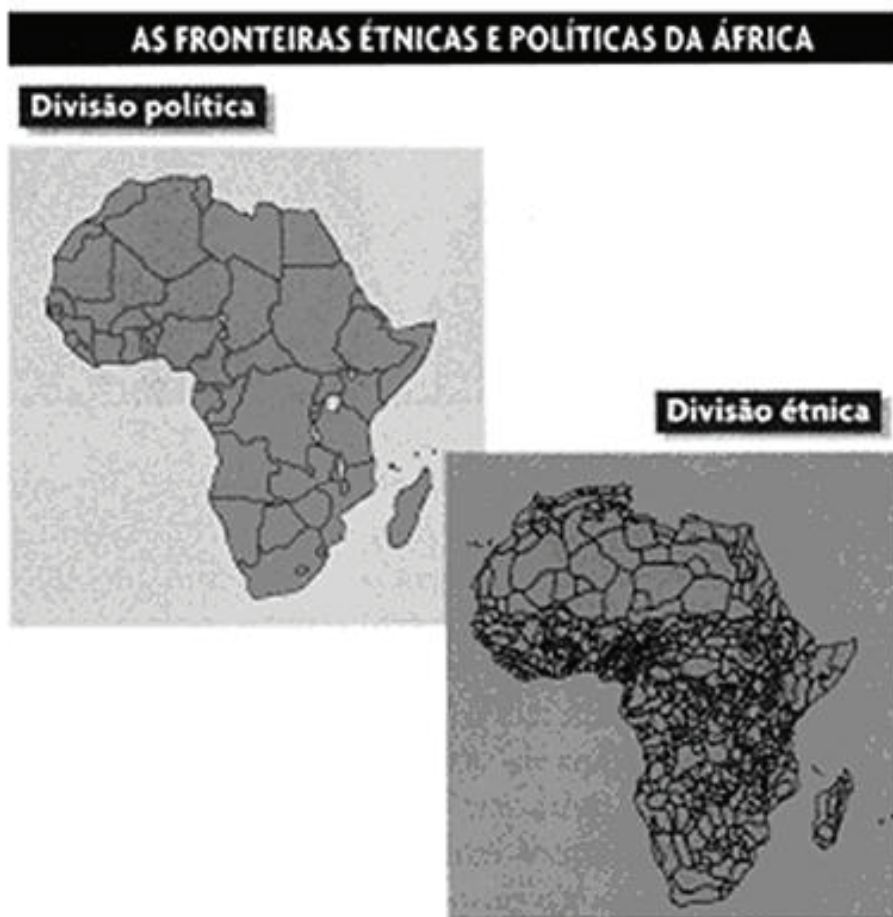 AS FRONTEIRAS ÉTNICAS E POLÍTICAS DA ÁFRICA
Divisão política
Divisão étnica